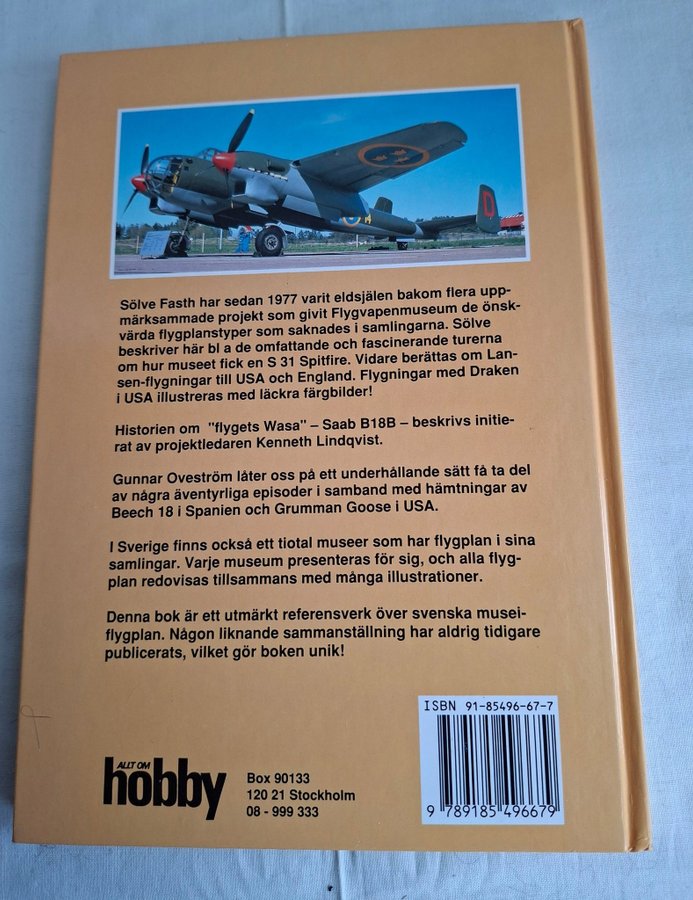 D
Sölve Fasth har sedan 1977 varit eldsjälen bakom flera upp-
märksammade projekt som givit Flygvapenmuseum de önsk-
värda flygplanstyper som saknades i samlingarna. Sölve
beskriver här bl a de omfattande och fascinerande turerna
om hur museet fick en S 31 Spitfire. Vidare berättas om Lan-
sen-flygningar till USA och England. Flygningar med Draken
i USA illustreras med läckra färgbilder!
Historien om "flygets Wasa" – Saab B18B – beskrivs initie-
rat av projektledaren Kenneth Lindqvist.
Gunnar Oveström låter oss på ett underhållande sätt få ta del
av några äventyrliga episoder i samband med hämtningar av
Beech 18 i Spanien och Grumman Goose i USA.
I Sverige finns också ett tiotal museer som har flygplan i sina
samlingar. Varje museum presenteras för sig, och alla flyg-
plan redovisas tillsammans med många illustrationer.
Denna bok är ett utmärkt referensverk över svenska musei-
flygplan. Någon liknande sammanställning har aldrig tidigare
publicerats, vilket gör boken unik!
ALLT OM
hobby
Box 90133
120 21 Stockholm
08 - 999 333
ISBN 91-85496-67-7
9 789185 496679